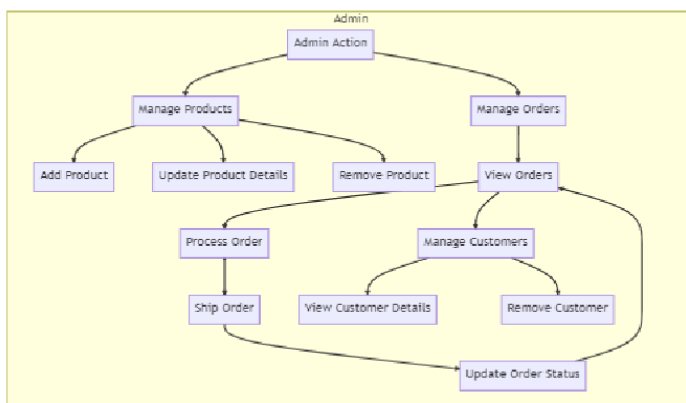 Admin
Admin Action
Manage Products
Manage Orders
Add Product
Update Product Details
Remove Product
View Orders
Process Order
Manage Customers
Ship Order
View Customer Details
Remove Customer
Update Order Status